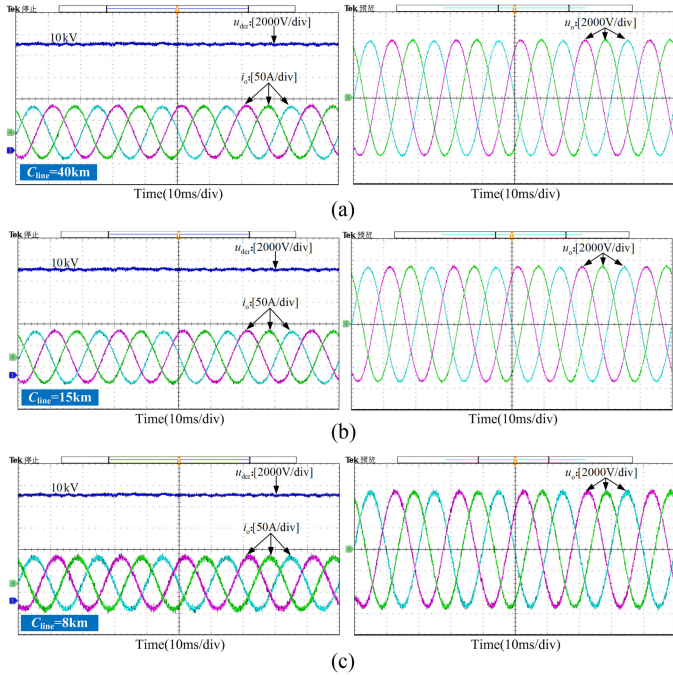 Tek 停止
u_dcr:[2000V/div]
10kV
i_o:[50A/div]
C_line=40km
Time(10ms/div)
Tek 预览
u_o:[2000V/div]
Time(10ms/div)
(a)
Tek 停止
u_dcr:[2000V/div]
10kV
i_o:[50A/div]
C_line=15km
Time(10ms/div)
Tek 预览
u_o:[2000V/div]
Time(10ms/div)
(b)
Tek 停止
u_dcr:[2000V/div]
10kV
i_o:[50A/div]
C_line=8km
Time(10ms/div)
Tek 预览
u_o:[2000V/div]
Time(10ms/div)
(c)